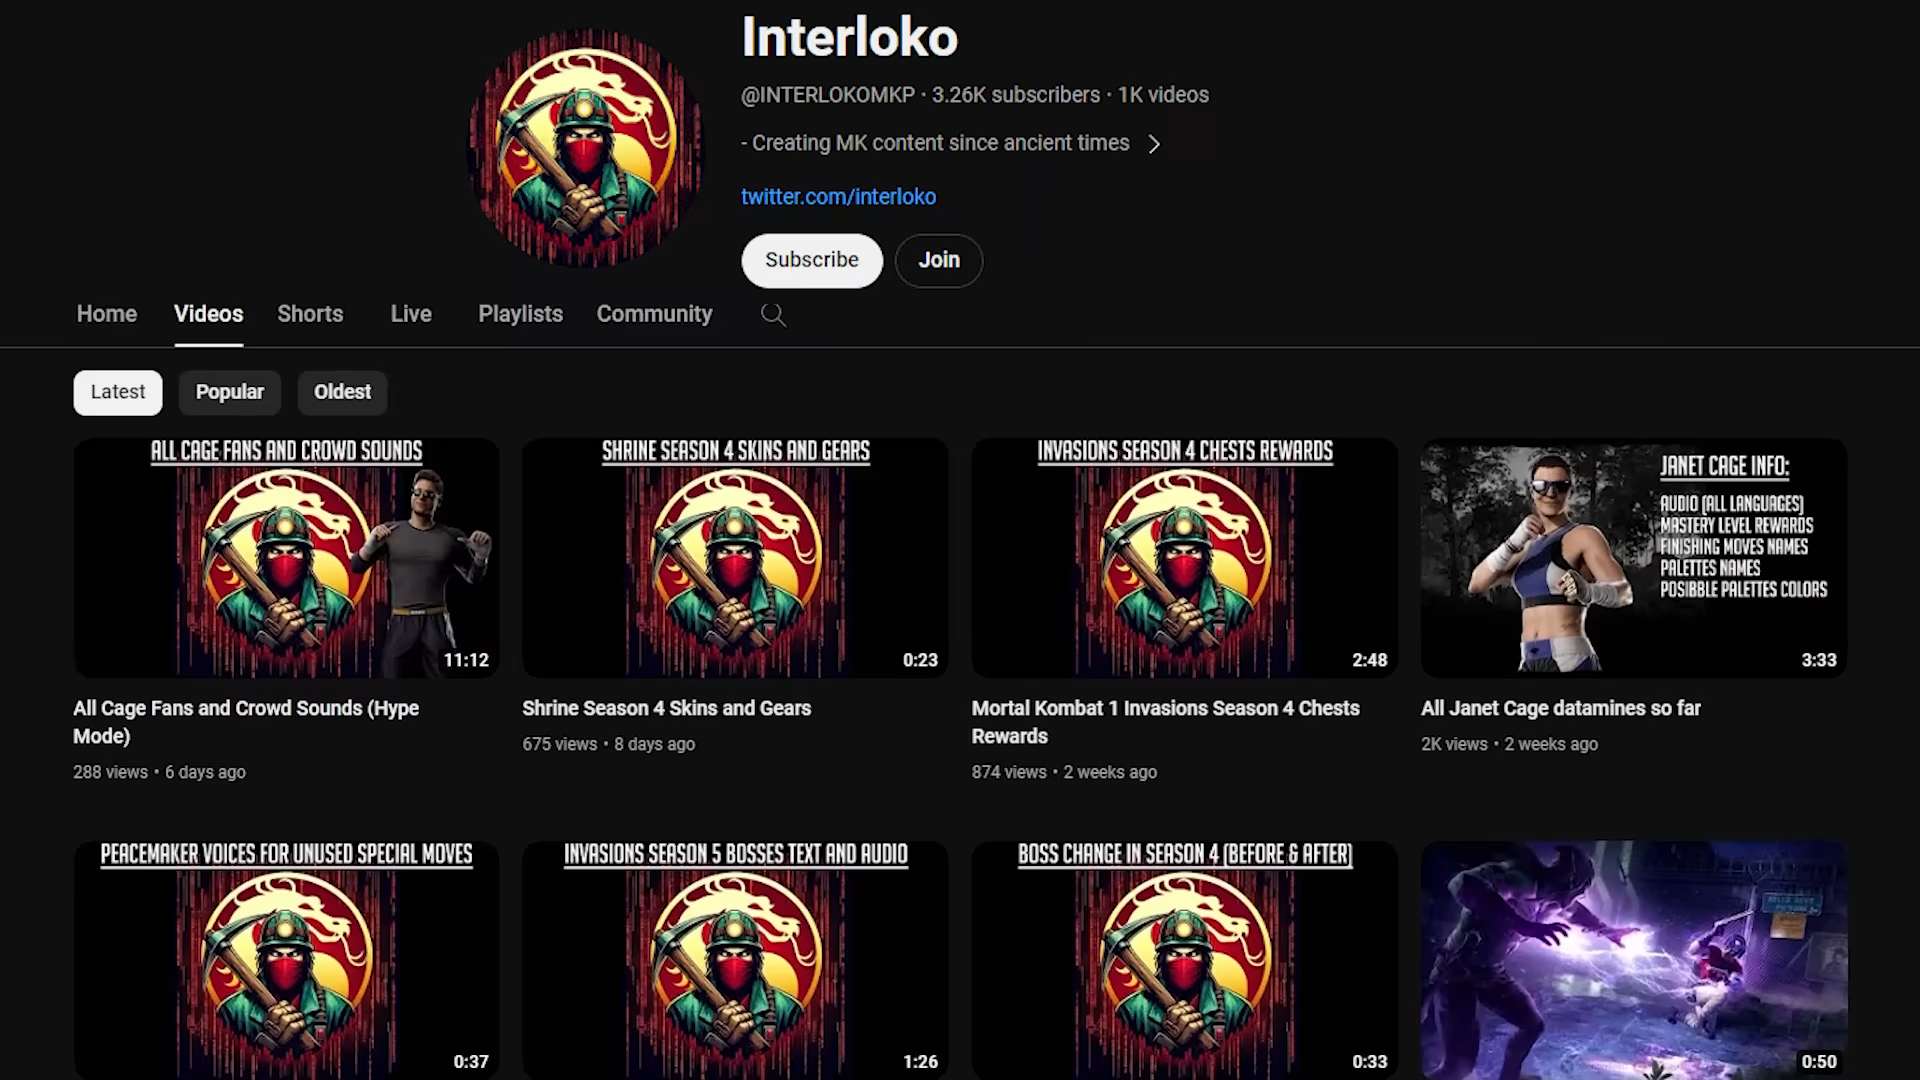 Interloko
@INTERLOKOMKP · 3.26K subscribers · 1K videos
- Creating MK content since ancient times
twitter.com/interloko
Subscribe
Join
Home
Videos
Shorts
Live
Playlists
Community
Latest
Popular
Oldest
ALL CAGE FANS AND CROWD SOUNDS
11:12
SHRINE SEASON 4 SKINS AND GEARS
0:23
INVASIONS SEASON 4 CHESTS REWARDS
2:48
JANET CAGE INFO:
AUDIO (ALL LANGUAGES)
MASTERY LEVEL REWARDS
FINISHING MOVES NAMES
PALETTES NAMES
POSIBBLE PALETTES COLORS
3:33
All Cage Fans and Crowd Sounds (Hype
Mode)
288 views · 6 days ago
Shrine Season 4 Skins and Gears
675 views · 8 days ago
Mortal Kombat 1 Invasions Season 4 Chests
Rewards
874 views · 2 weeks ago
All Janet Cage datamines so far
2K views · 2 weeks ago
PEACEMAKER VOICES FOR UNUSED SPECIAL MOVES
0:37
INVASIONS SEASON 5 BOSSES TEXT AND AUDIO
1:26
BOSS CHANGE IN SEASON 4 (BEFORE & AFTER)
0:33
0:50